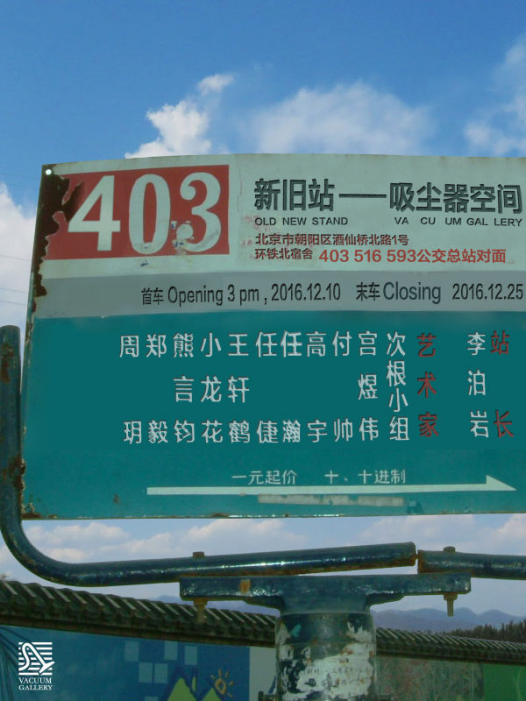 403
新旧站——吸尘器空间
OLD NEW STAND VA CU UM GAL LERY
北京市朝阳区酒仙桥北路1号
环铁北宿舍 403 516 593公交总站对面
首车 Opening 3 pm , 2016.12.10 末车 Closing 2016.12.25
站长
李泊岩
艺术家
次根小组
宫煜伟
付帅
高宇
任瀚
任倢
王轩鹤
小龙花
熊言钧
郑毅
周玥
一元起价 十、十进制
VACUUM
GALLERY